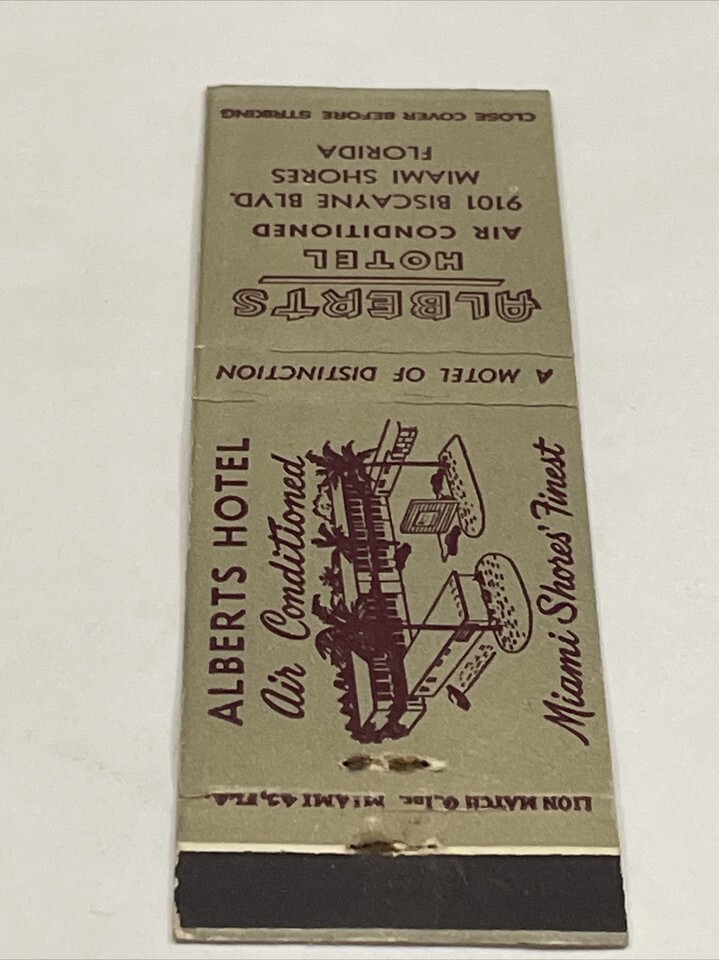 CLOSE COVER BEFORE STRIKING
ALBERTS
HOTEL
AIR CONDITIONED
9101 BISCAYNE BLVD.
MIAMI SHORES
FLORIDA
A MOTEL OF DISTINCTION
ALBERTS HOTEL
Air Conditioned
Miami Shores' Finest
LION MATCH Co., Inc. MIAMI 42, FLA.